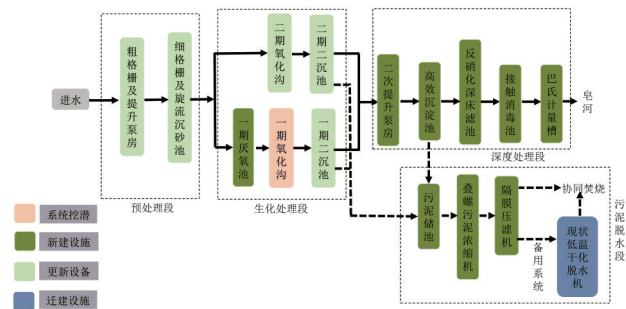 进水
粗格栅及提升泵房
细格栅及旋流沉砂池
预处理段
二期氧化沟
二期二沉池
一期厌氧池
一期氧化沟
一期二沉池
生化处理段
二次提升泵房
高效沉淀池
反硝化深床滤池
接触消毒池
巴氏计量槽
皂河
深度处理段
污泥储池
叠螺污泥浓缩机
隔膜压滤机
协同焚烧
备用系统
现状低温干化脱水机
污泥脱水段
系统挖潜
新建设施
更新设备
迁建设施